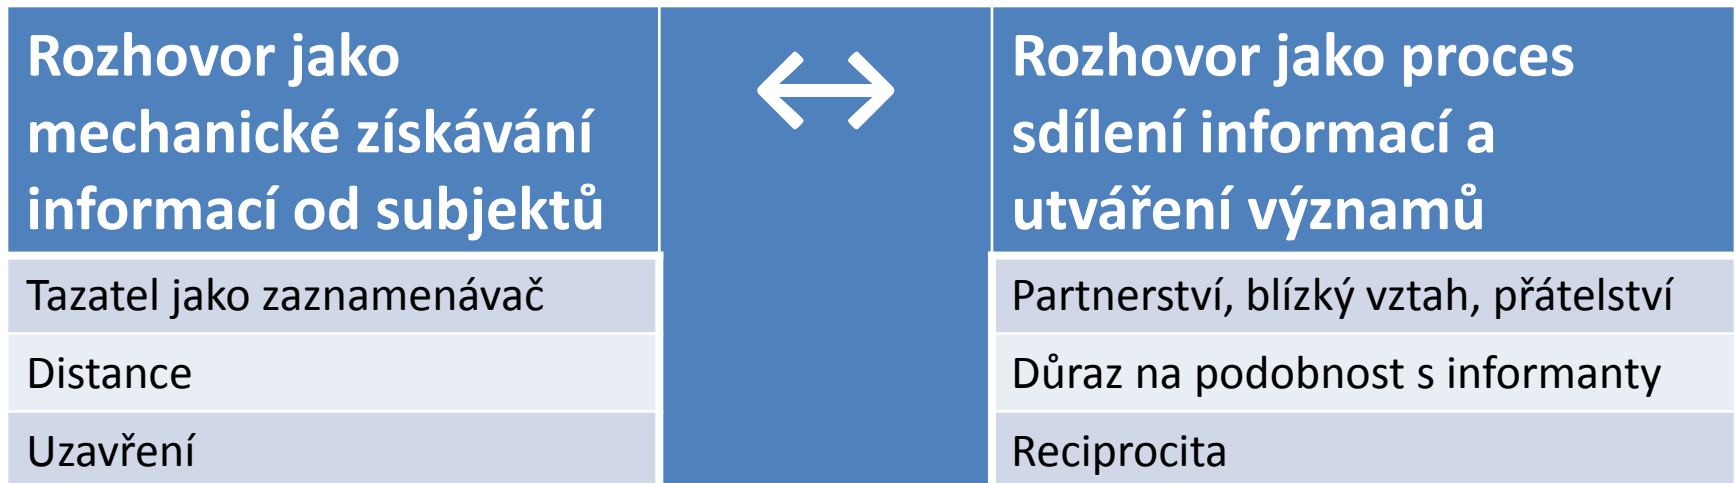 Rozhovor jako
mechanické získávání
informací od subjektů
↔
Rozhovor jako proces
sdílení informací a
utváření významů
Tazatel jako zaznamenávač
Partnerství, blízký vztah, přátelství
Distance
Důraz na podobnost s informanty
Uzavření
Reciprocita